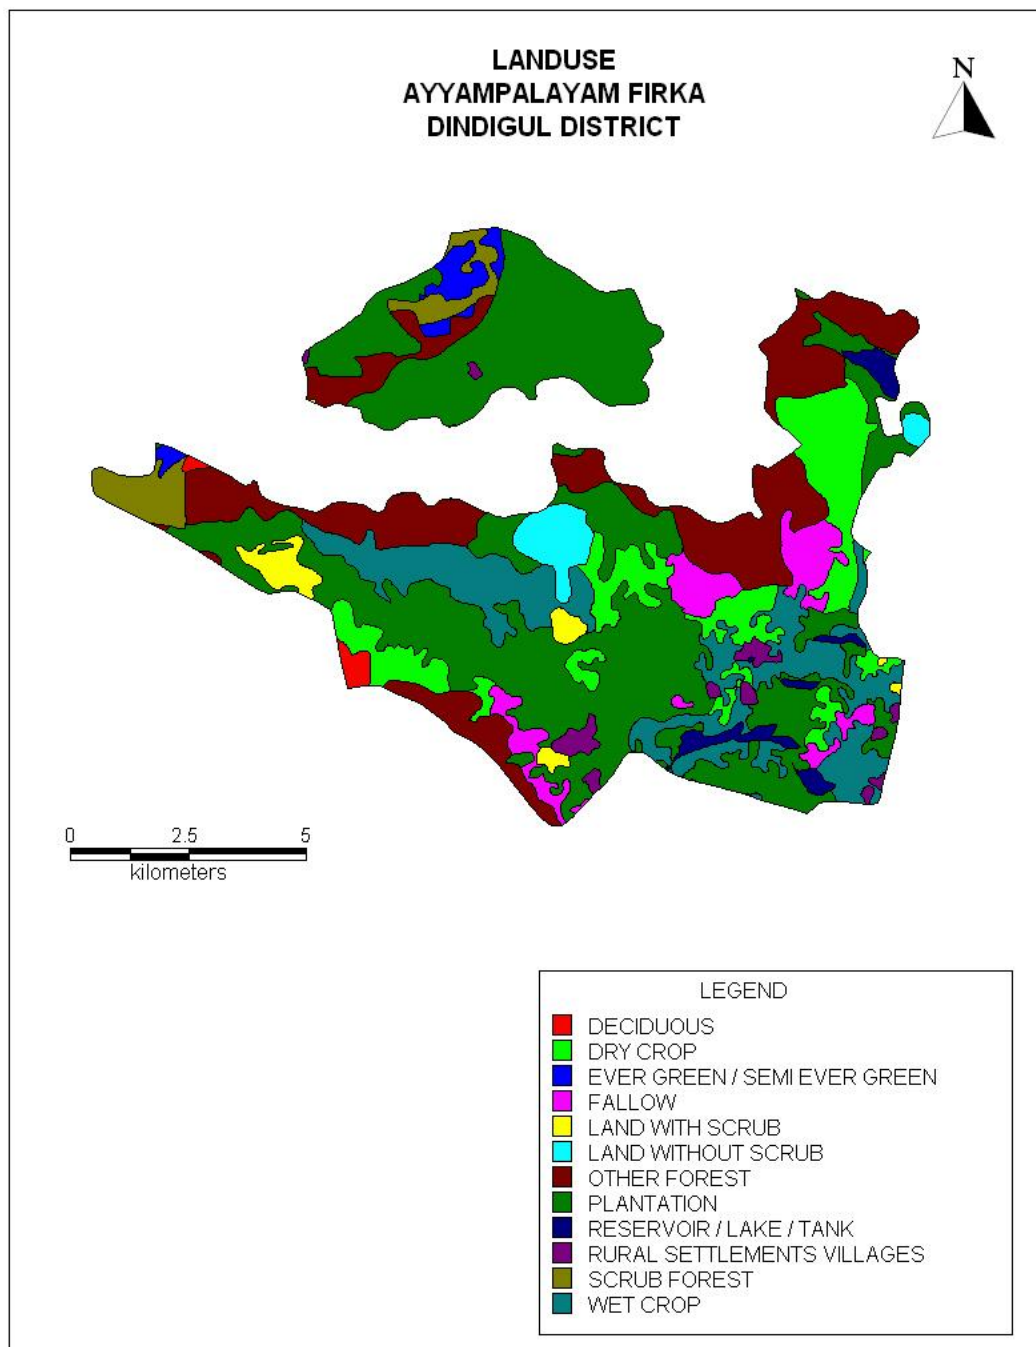 LANDUSE
AYYAMPALAYAM FIRKA
DINDIGUL DISTRICT
N
0 2.5 5
kilometers
LEGEND
DECIDUOUS
DRY CROP
EVER GREEN / SEMI EVER GREEN
FALLOW
LAND WITH SCRUB
LAND WITHOUT SCRUB
OTHER FOREST
PLANTATION
RESERVOIR / LAKE / TANK
RURAL SETTLEMENTS VILLAGES
SCRUB FOREST
WET CROP